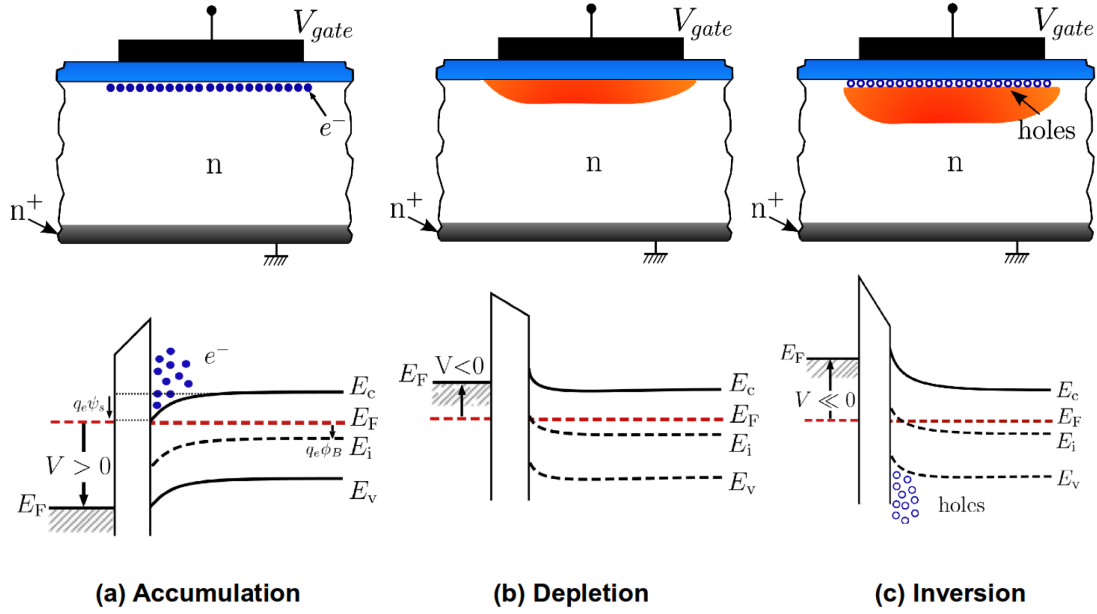 V_gate
e⁻
n
n⁺
V_gate
n
V_gate
holes
n
e⁻
E_c
q_eψ_s
E_F
q_eϕ_B
E_i
V > 0
E_F
E_v
E_F
V<0
E_c
E_F
E_i
E_v
E_F
V ≪ 0
E_c
E_F
E_i
E_v
holes
(a) Accumulation
(b) Depletion
(c) Inversion